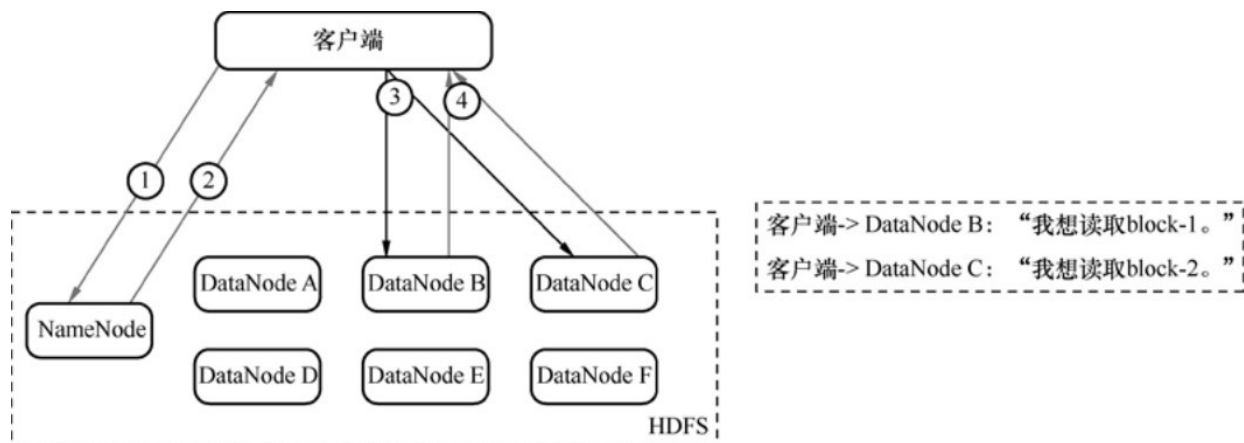 客户端
3
4
1
2
客户端-> DataNode B：“我想读取block-1。”
客户端-> DataNode C：“我想读取block-2。”
DataNode A
DataNode B
DataNode C
NameNode
DataNode D
DataNode E
DataNode F
HDFS